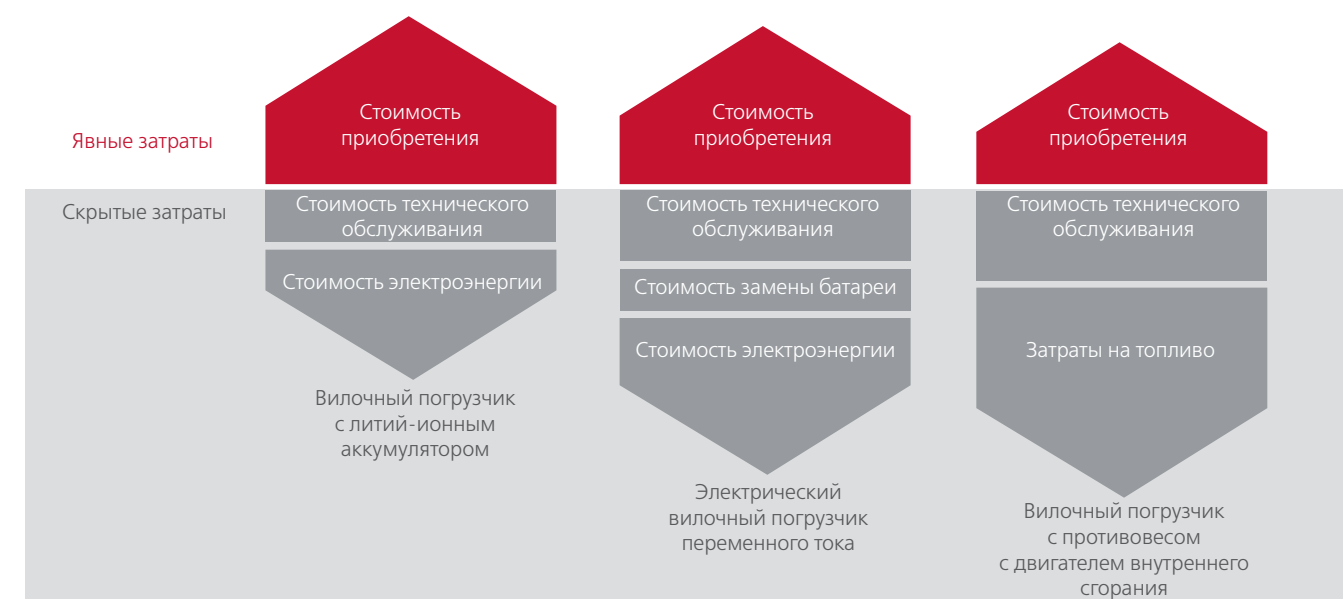 Явные затраты
Скрытые затраты
Стоимость
приобретения
Стоимость технического
обслуживания
Стоимость электроэнергии
Вилочный погрузчик
с литий-ионным
аккумулятором
Стоимость
приобретения
Стоимость технического
обслуживания
Стоимость замены батареи
Стоимость электроэнергии
Электрический
вилочный погрузчик
переменного тока
Стоимость
приобретения
Стоимость технического
обслуживания
Затраты на топливо
Вилочный погрузчик
с противовесом
с двигателем внутреннего
сгорания